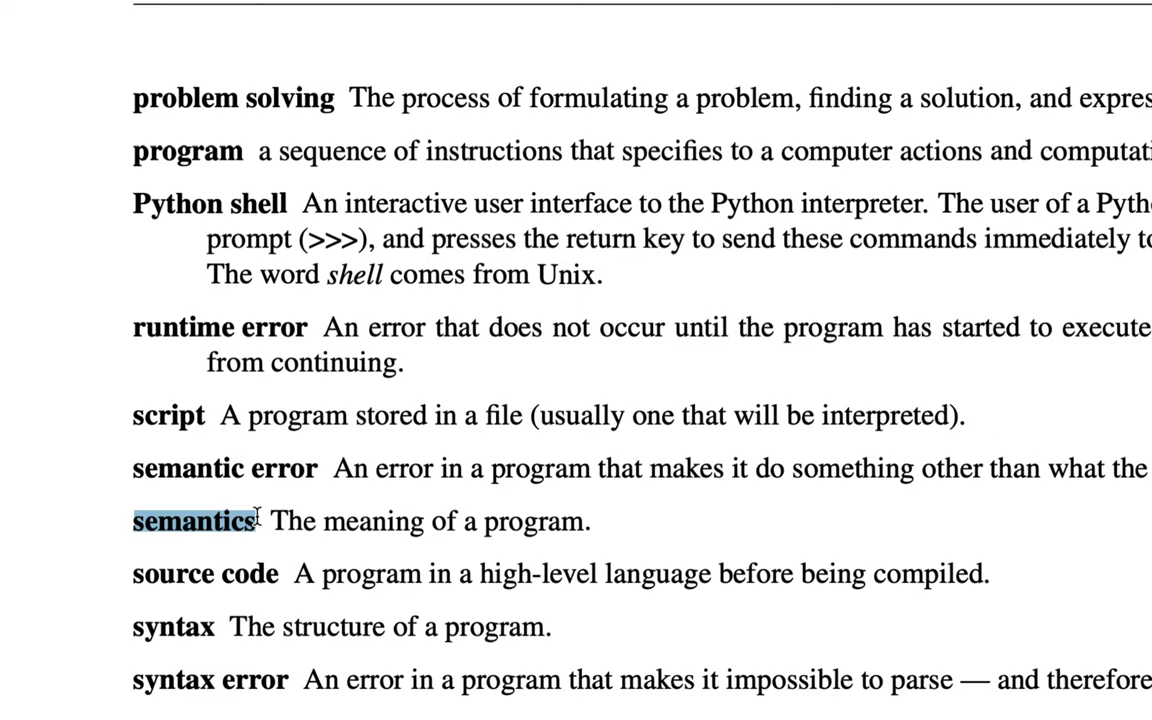 problem solving The process of formulating a problem, finding a solution, and expres
program a sequence of instructions that specifies to a computer actions and computati
Python shell An interactive user interface to the Python interpreter. The user of a Pyth
prompt (>>>), and presses the return key to send these commands immediately to
The word shell comes from Unix.
runtime error An error that does not occur until the program has started to execute
from continuing.
script A program stored in a file (usually one that will be interpreted).
semantic error An error in a program that makes it do something other than what the
semantics The meaning of a program.
source code A program in a high-level language before being compiled.
syntax The structure of a program.
syntax error An error in a program that makes it impossible to parse — and therefore